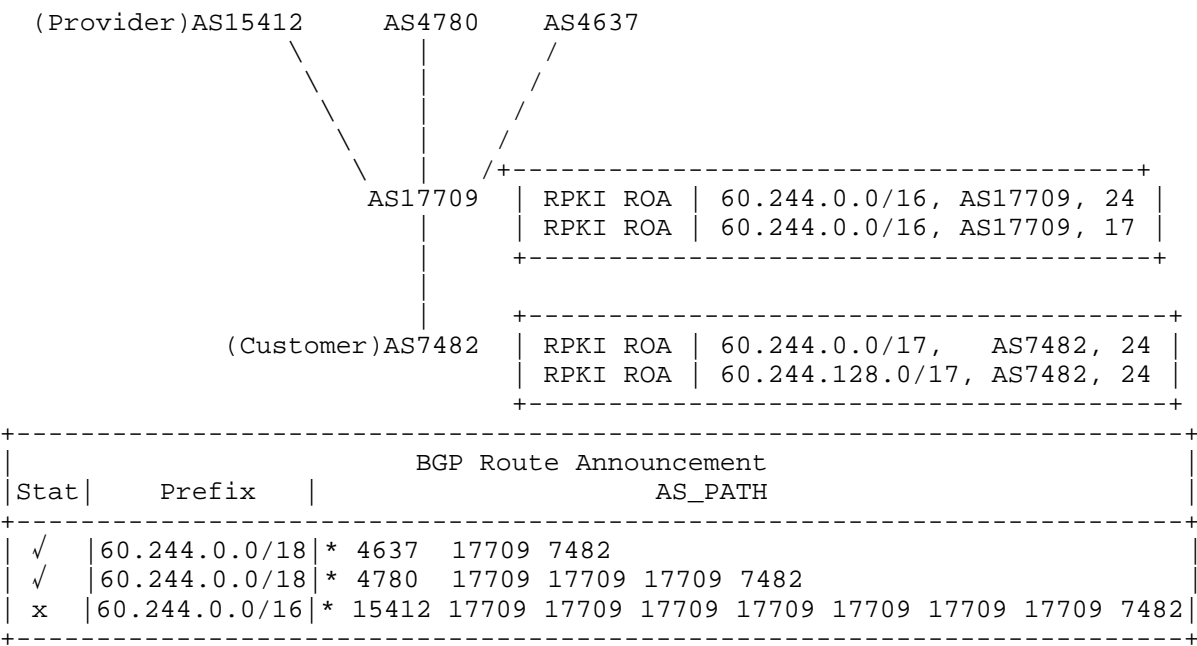 (Provider)AS15412 AS4780 AS4637
AS17709
RPKI ROA | 60.244.0.0/16, AS17709, 24
RPKI ROA | 60.244.0.0/16, AS17709, 17
(Customer)AS7482
RPKI ROA | 60.244.0.0/17, AS7482, 24
RPKI ROA | 60.244.128.0/17, AS7482, 24
BGP Route Announcement
|Stat| Prefix | AS_PATH
| √ |60.244.0.0/18|* 4637 17709 7482 |
| √ |60.244.0.0/18|* 4780 17709 17709 17709 7482 |
| x |60.244.0.0/16|* 15412 17709 17709 17709 17709 17709 17709 17709 7482|